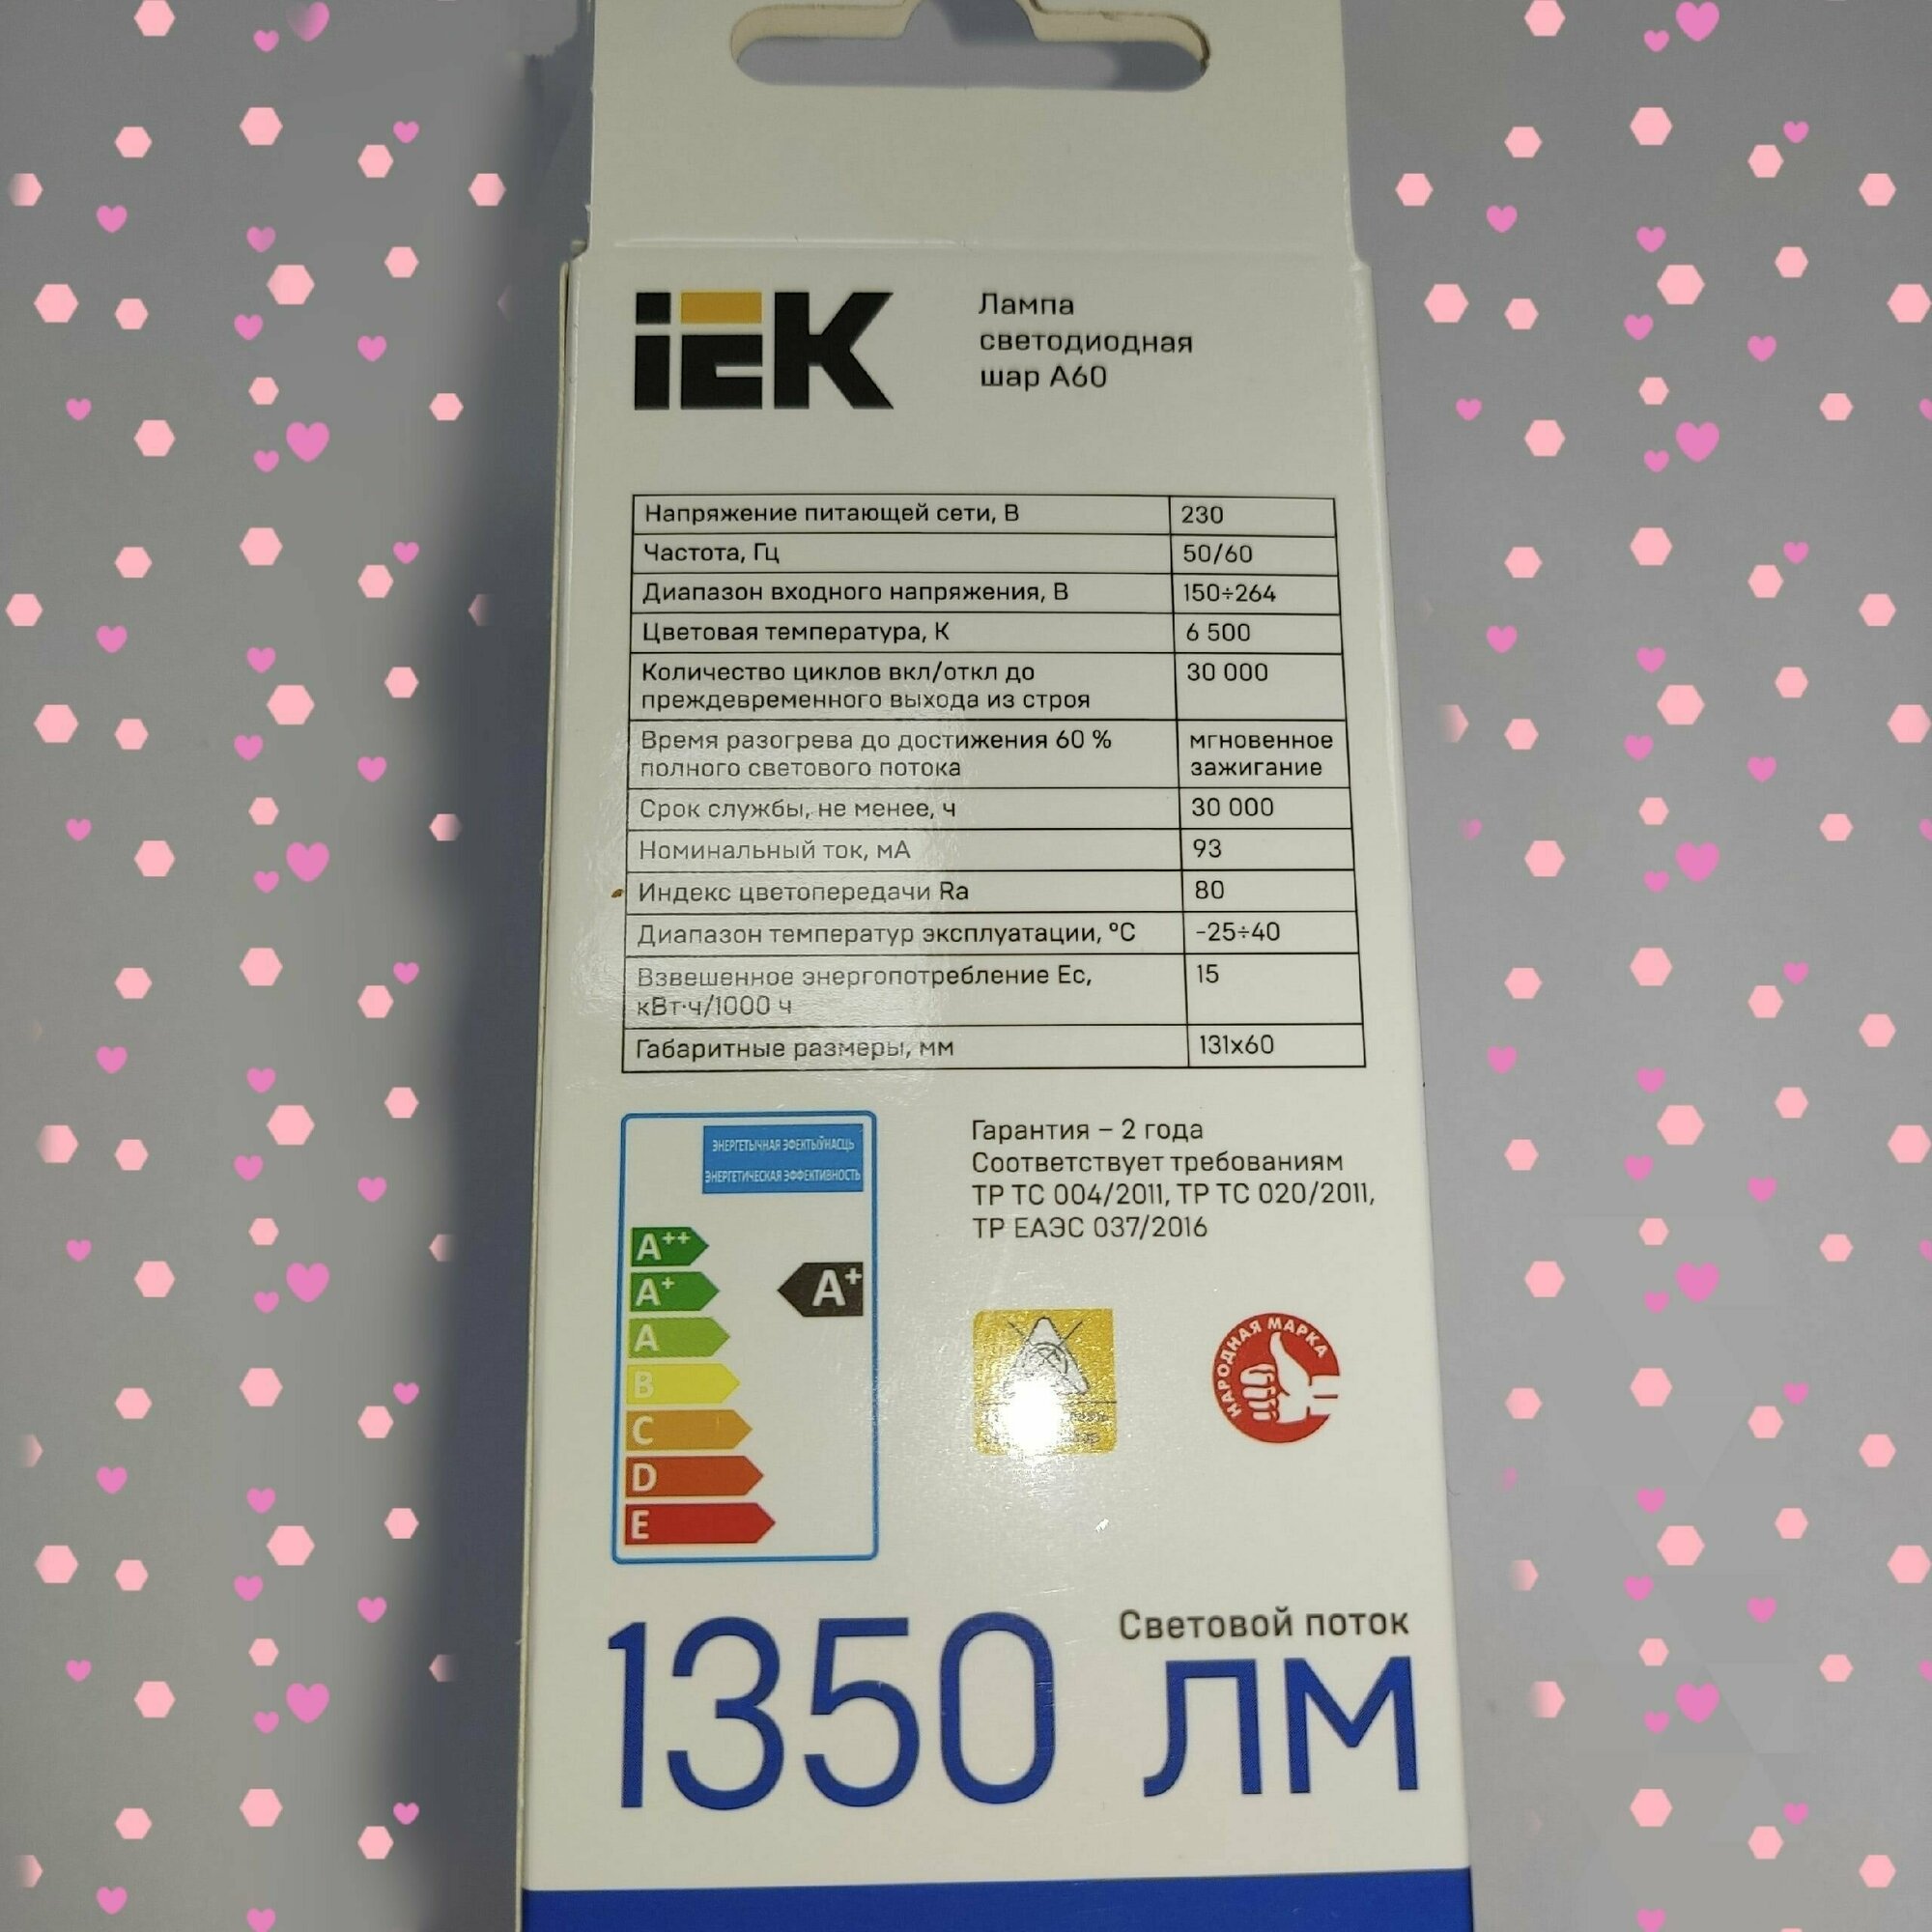 IEK
Лампа
светодиодная
шар А60
Напряжение питающей сети, В 230
Частота, Гц 50/60
Диапазон входного напряжения, В 150÷264
Цветовая температура, К 6 500
Количество циклов вкл/откл до 30 000
преждевременного выхода из строя
Время разогрева до достижения 60 % мгновенное
полного светового потока зажигание
Срок службы, не менее, ч 30 000
Номинальный ток, мА 93
Индекс цветопередачи Ra 80
Диапазон температур эксплуатации, °С -25÷40
Взвешенное энергопотребление Ес, 15
кВт·ч/1000 ч
Габаритные размеры, мм 131x60
ЭНЕРГЕТЫЧНАЯ ЭФЕКТЫЎНАСЦЬ
ЭНЕРГЕТИЧЕСКАЯ ЭФФЕКТИВНОСТЬ
A++
A+ A+
A
B
C
D
E
Гарантия – 2 года
Соответствует требованиям
ТР ТС 004/2011, ТР ТС 020/2011,
ТР ЕАЭС 037/2016
НАРОДНАЯ МАРКА
Световой поток
1350 ЛМ